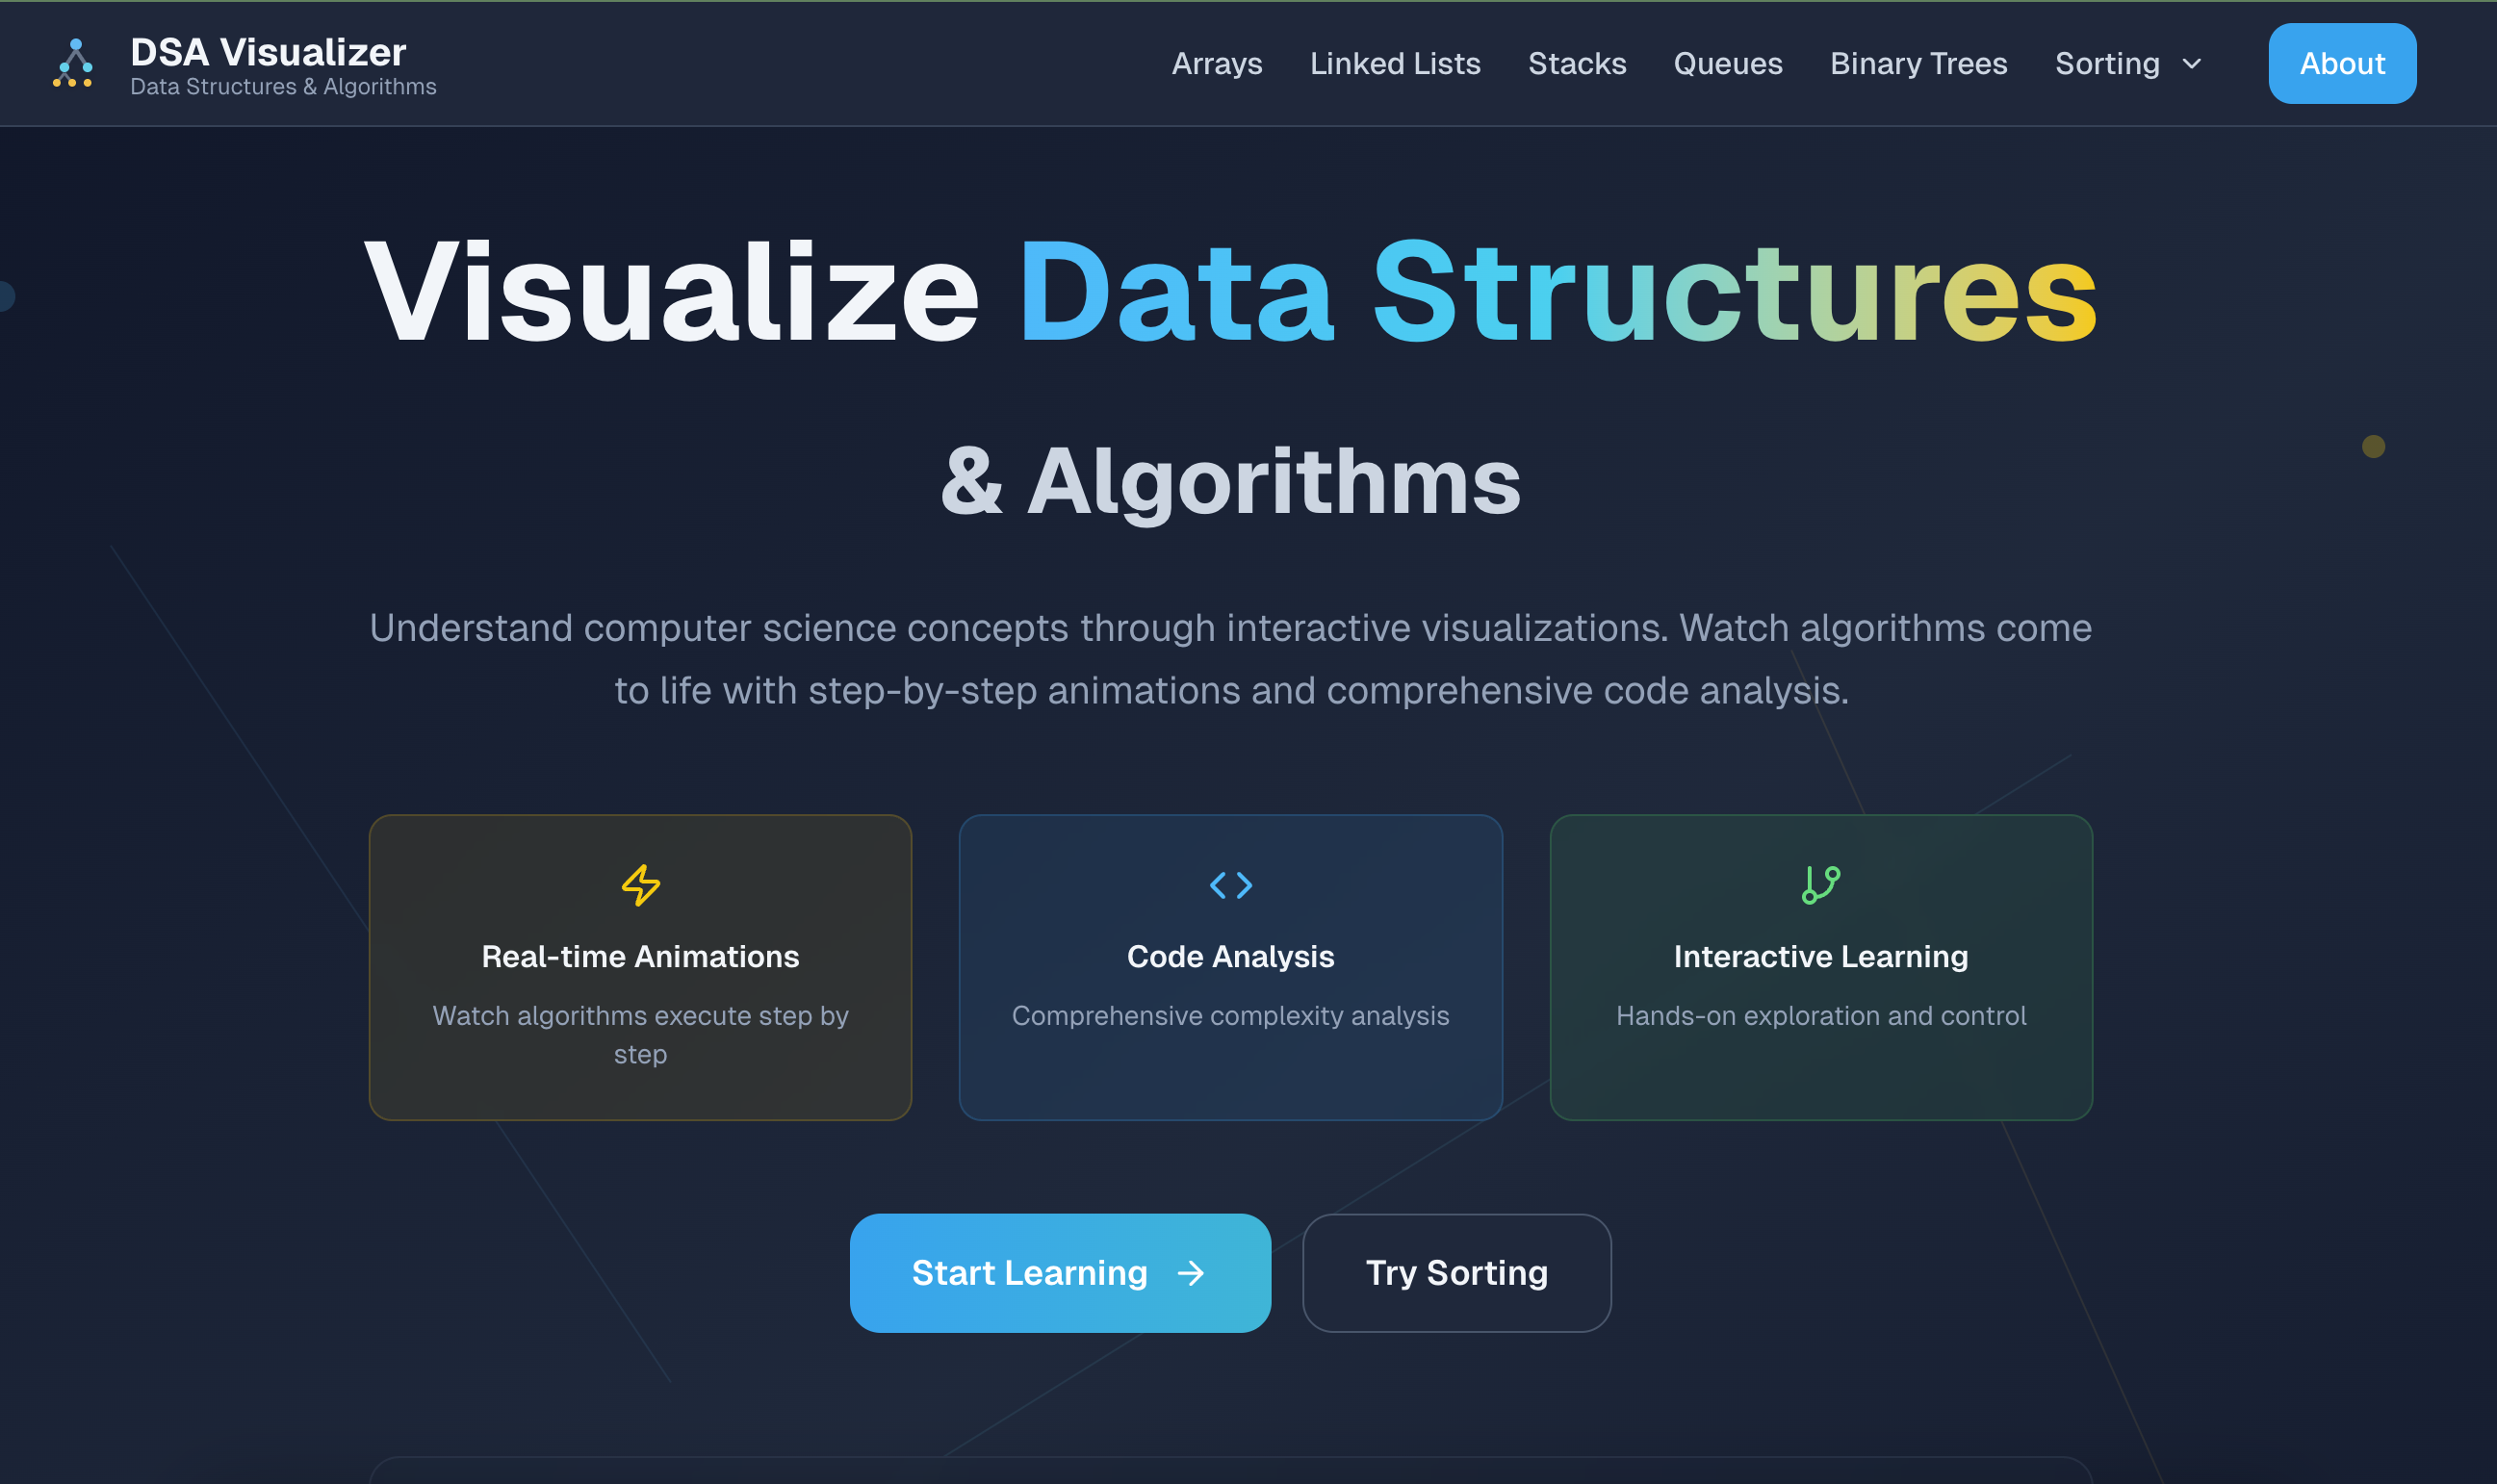 DSA Visualizer
Data Structures & Algorithms
Arrays
Linked Lists
Stacks
Queues
Binary Trees
Sorting
About
Visualize Data Structures
& Algorithms
Understand computer science concepts through interactive visualizations. Watch algorithms come
to life with step-by-step animations and comprehensive code analysis.
Real-time Animations
Watch algorithms execute step by
step
Code Analysis
Comprehensive complexity analysis
Interactive Learning
Hands-on exploration and control
Start Learning
Try Sorting